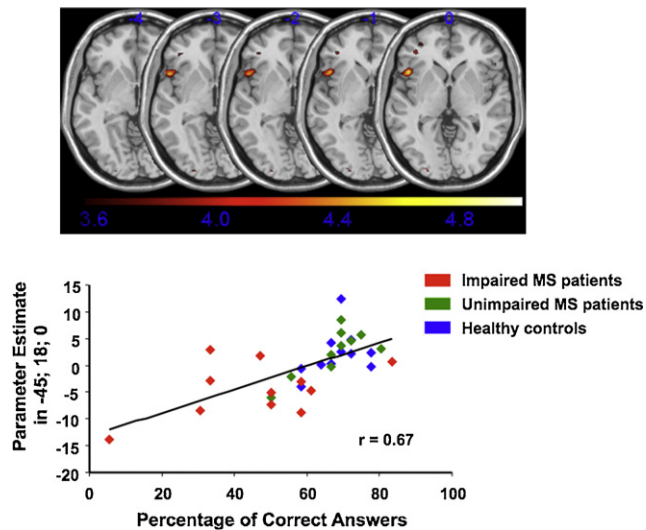 -4 -3 -2 -1 0
3.6 4.0 4.4 4.8
Impaired MS patients
Unimpaired MS patients
Healthy controls
Parameter Estimate
in -45; 18; 0
15
10
5
0
-5
-10
-15
-20
r = 0.67
0 20 40 60 80 100
Percentage of Correct Answers